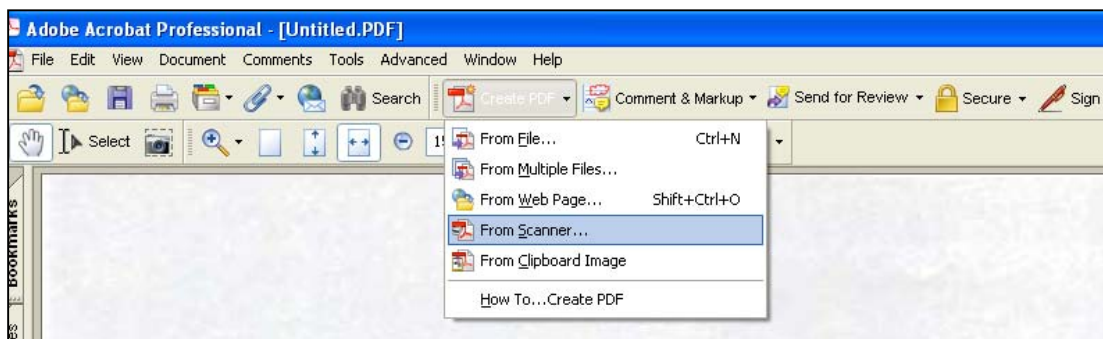 Adobe Acrobat Professional - [Untitled.PDF]
File Edit View Document Comments Tools Advanced Window Help
Search Create PDF Comment & Markup Send for Review Secure Sign
Select
From File... Ctrl+N
From Multiple Files...
From Web Page... Shift+Ctrl+O
From Scanner...
From Clipboard Image
How To...Create PDF
Bookmarks